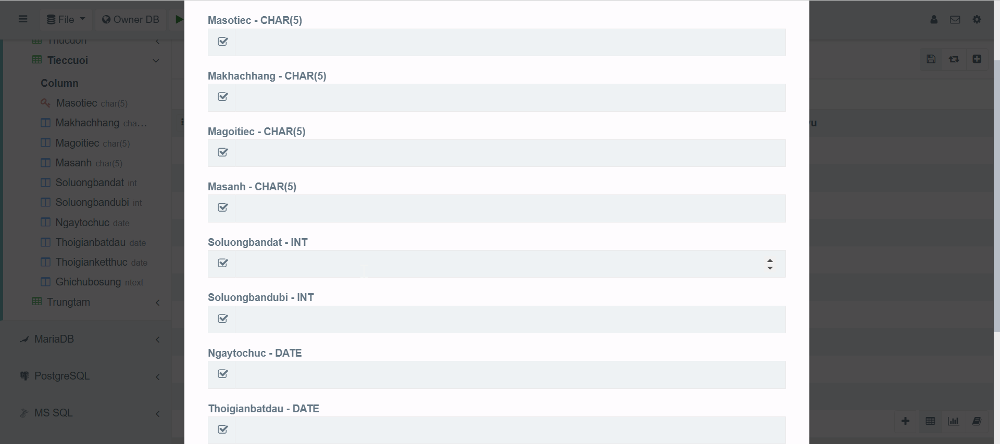 File
Owner DB
Thucdon
Tieccuoi
Column
Masotiec char(5)
Makhachhang cha...
Magoitiec char(5)
Masanh char(5)
Soluongbandat int
Soluongbandubi int
Ngaytochuc date
Thoigianbatdau date
Thoigianketthuc date
Ghichubosung ntext
Trungtam
MariaDB
PostgreSQL
MS SQL
Masotiec - CHAR(5)
Makhachhang - CHAR(5)
Magoitiec - CHAR(5)
Masanh - CHAR(5)
Soluongbandat - INT
Soluongbandubi - INT
Ngaytochuc - DATE
Thoigianbatdau - DATE